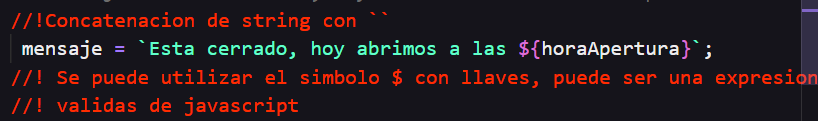 //!Concatenacion de string con ``
mensaje = `Esta cerrado, hoy abrimos a las ${horaApertura}`;
//! Se puede utilizar el simbolo $ con llaves, puede ser una expresion
//! validas de javascript